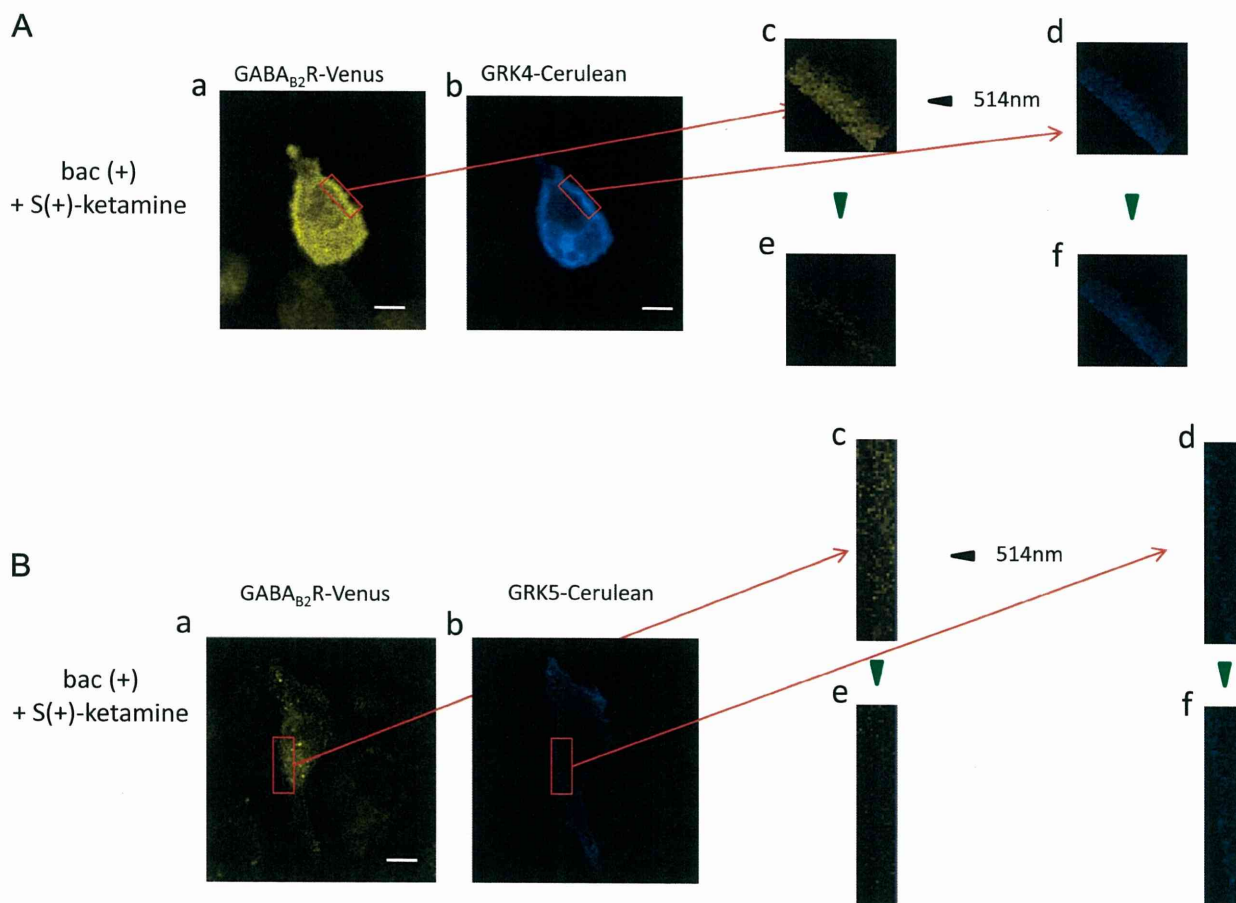 A
GABAB2R-Venus
GRK4-Cerulean
a
b
c
d
514nm
bac (+)
+ S(+)-ketamine
e
f
B
GABAB2R-Venus
GRK5-Cerulean
a
b
c
d
514nm
bac (+)
+ S(+)-ketamine
e
f